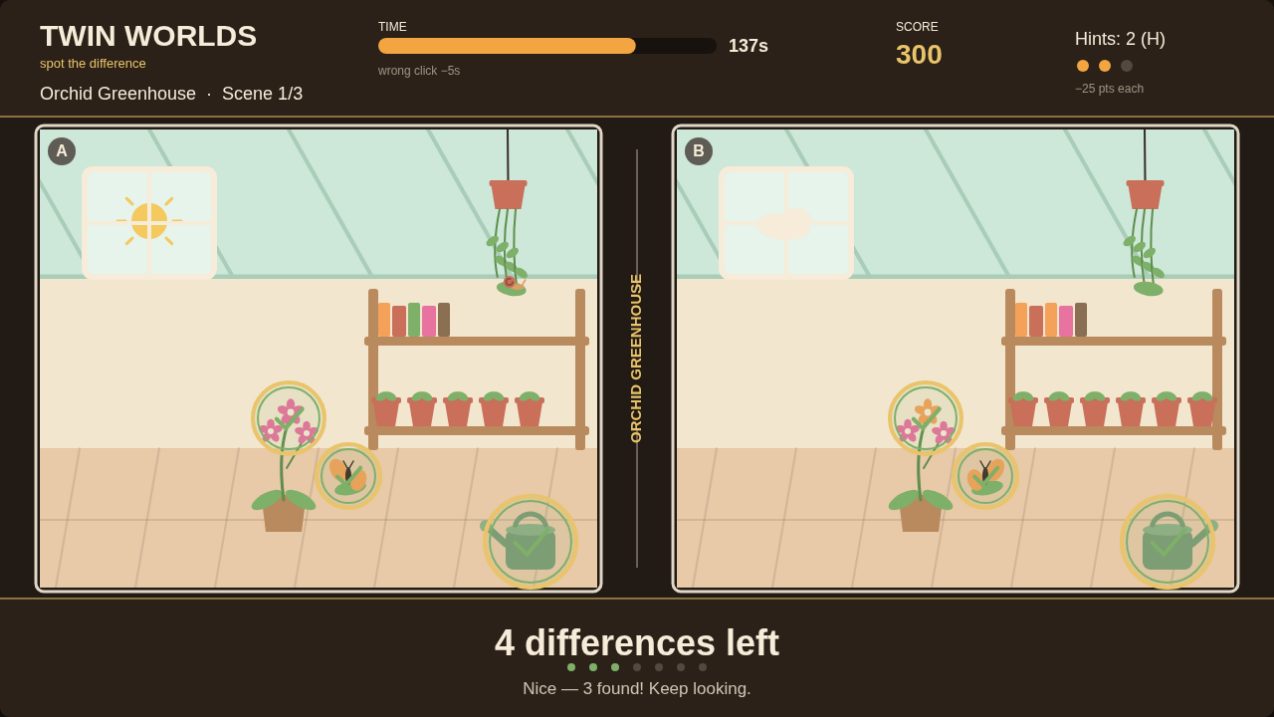 TWIN WORLDS
spot the difference
Orchid Greenhouse · Scene 1/3
TIME
137s
wrong click −5s
SCORE
300
Hints: 2 (H)
−25 pts each
A
B
ORCHID GREENHOUSE
4 differences left
Nice — 3 found! Keep looking.